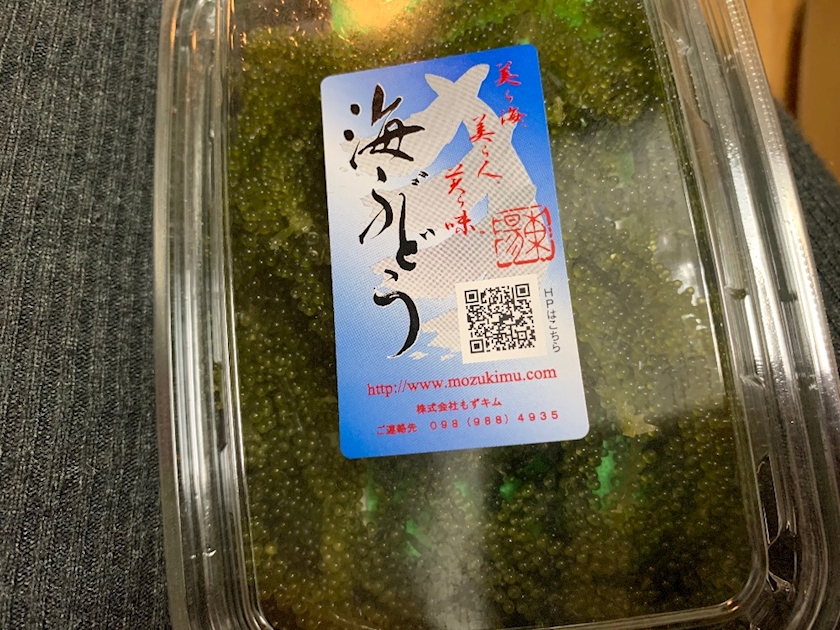 海ぶどう
美ら海、
美ら人、
美ら味。
HPはこちら
http://www.mozukimu.com
株式会社もずキム
ご連絡先 098(988)4935